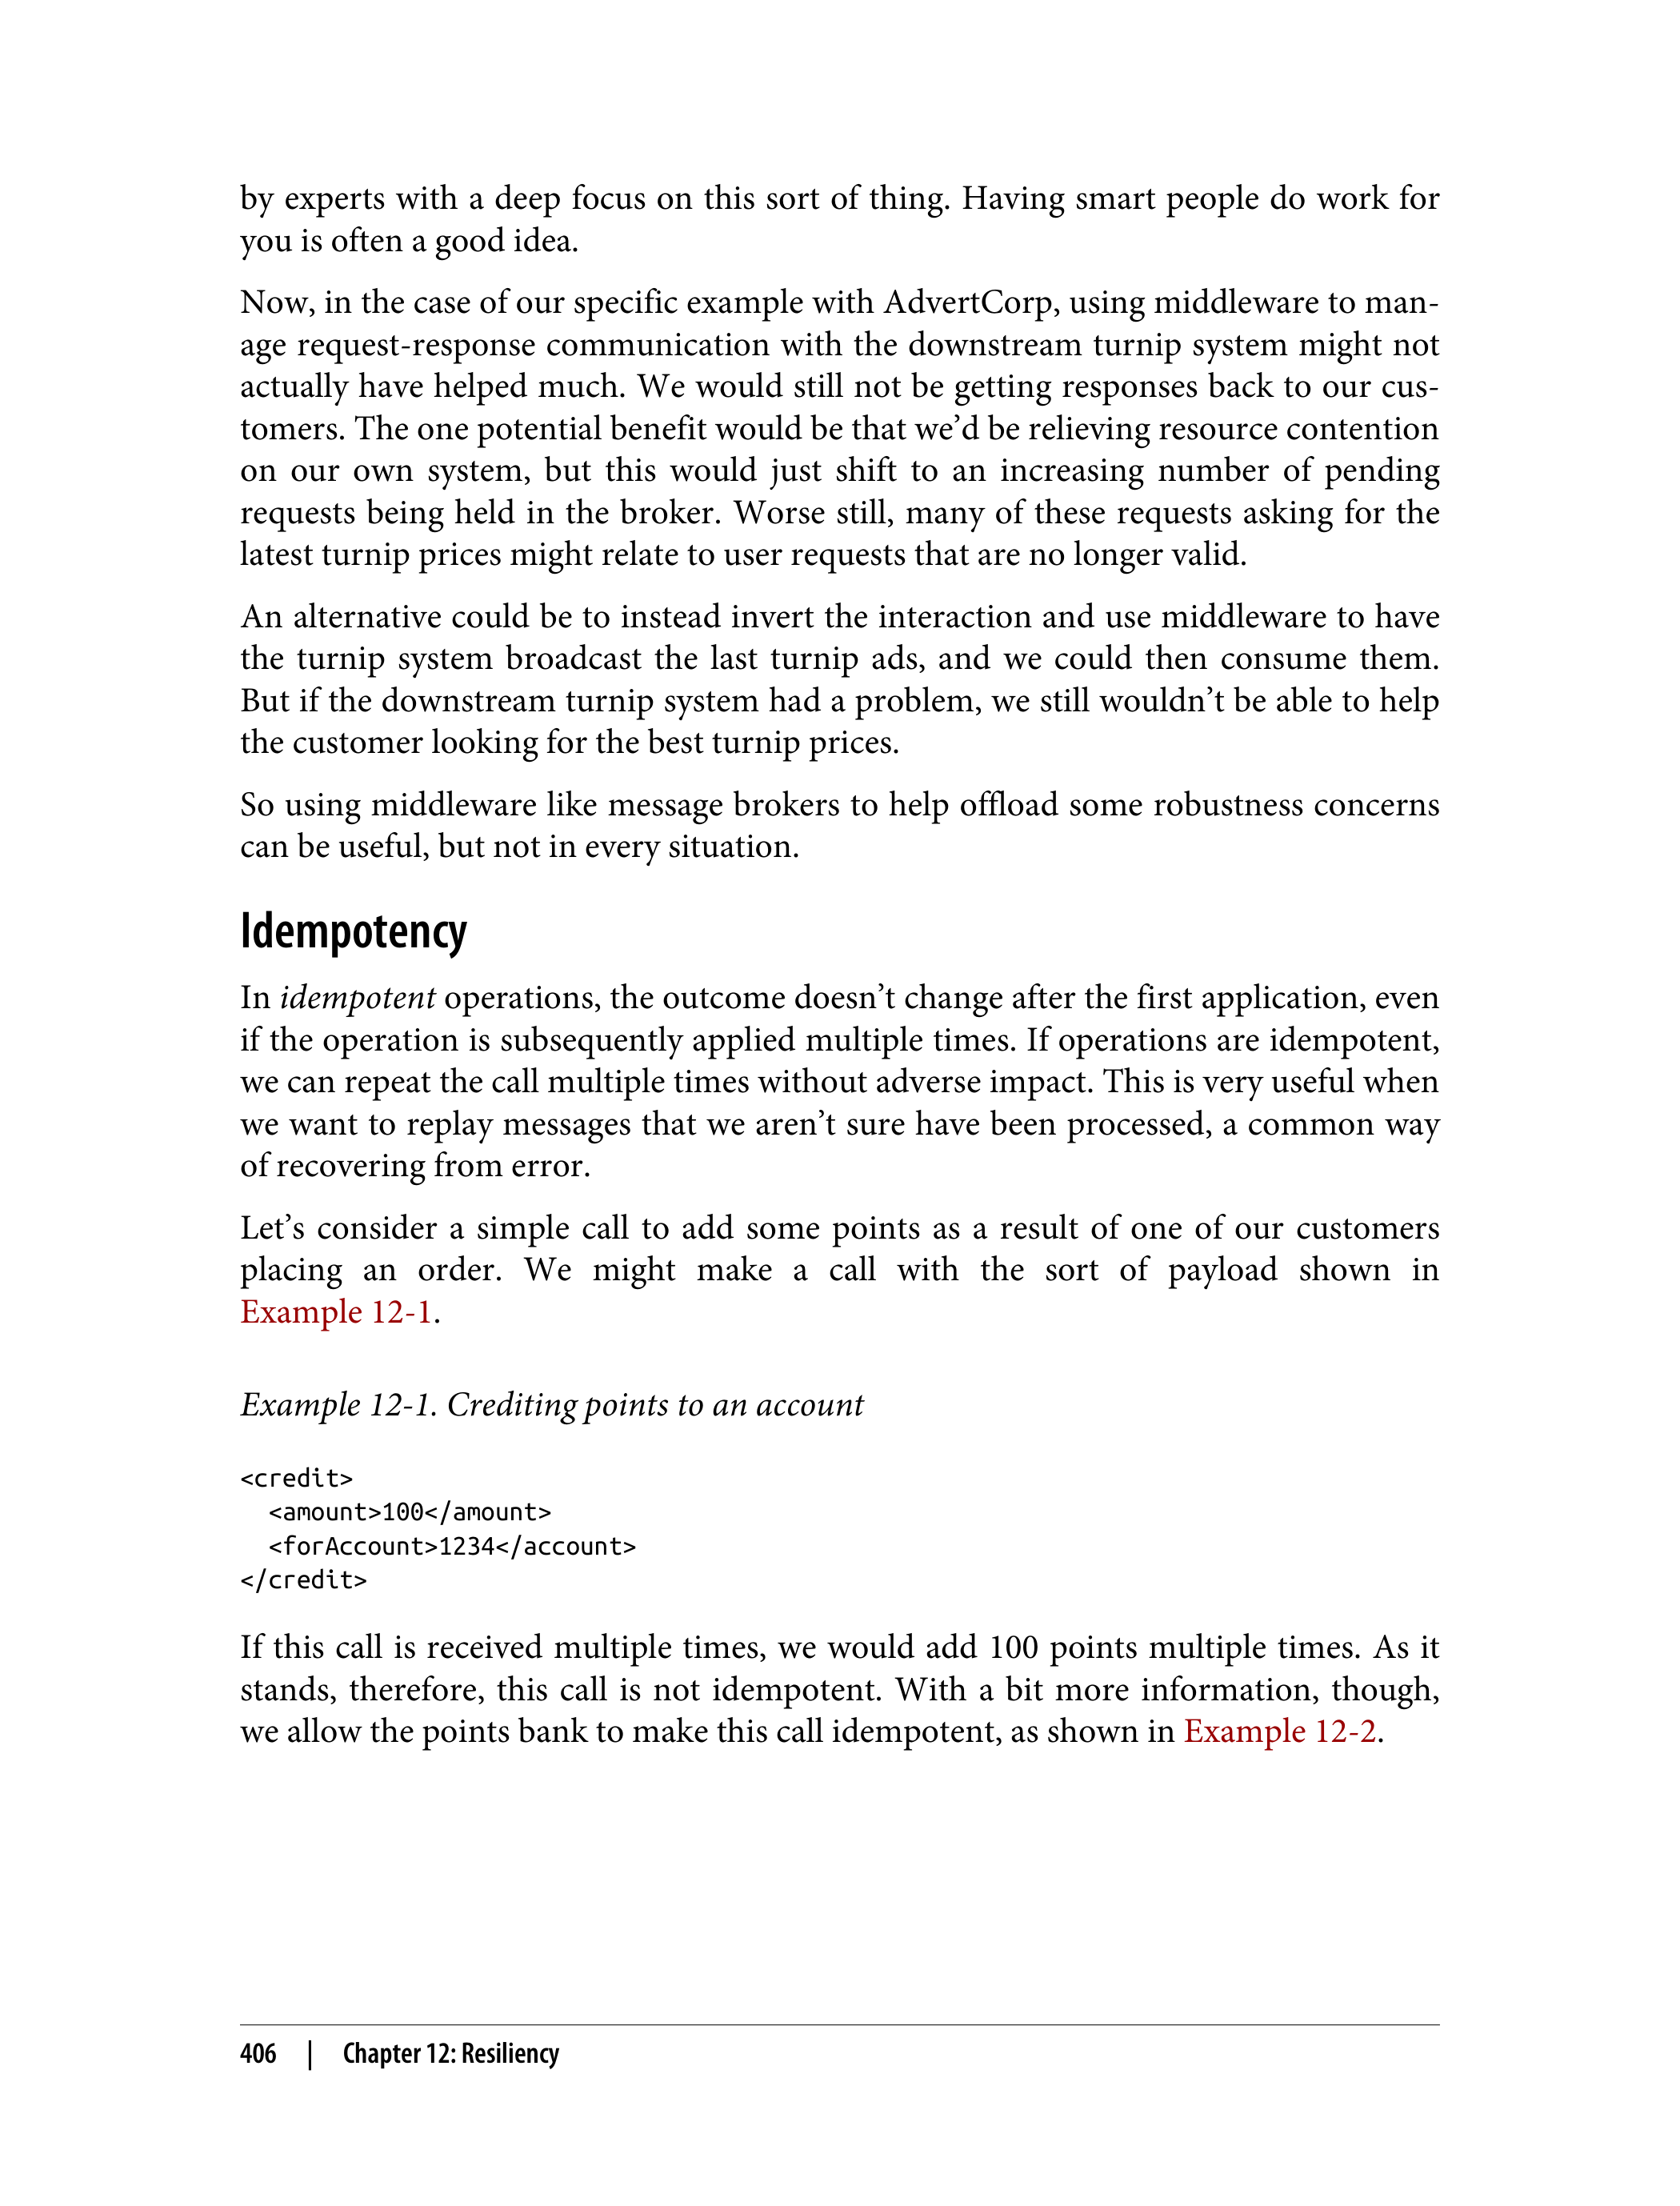 by experts with a deep focus on this sort of thing. Having smart people do work for
you is often a good idea.
Now, in the case of our specific example with AdvertCorp, using middleware to man-
age request-response communication with the downstream turnip system might not
actually have helped much. We would still not be getting responses back to our cus-
tomers. The one potential benefit would be that we’d be relieving resource contention
on our own system, but this would just shift to an increasing number of pending
requests being held in the broker. Worse still, many of these requests asking for the
latest turnip prices might relate to user requests that are no longer valid.
An alternative could be to instead invert the interaction and use middleware to have
the turnip system broadcast the last turnip ads, and we could then consume them.
But if the downstream turnip system had a problem, we still wouldn’t be able to help
the customer looking for the best turnip prices.
So using middleware like message brokers to help offload some robustness concerns
can be useful, but not in every situation.
Idempotency
In idempotent operations, the outcome doesn’t change after the first application, even
if the operation is subsequently applied multiple times. If operations are idempotent,
we can repeat the call multiple times without adverse impact. This is very useful when
we want to replay messages that we aren’t sure have been processed, a common way
of recovering from error.
Let’s consider a simple call to add some points as a result of one of our customers
placing an order. We might make a call with the sort of payload shown in
Example 12-1.
Example 12-1. Crediting points to an account
<credit>
  <amount>100</amount>
  <forAccount>1234</account>
</credit>
If this call is received multiple times, we would add 100 points multiple times. As it
stands, therefore, this call is not idempotent. With a bit more information, though,
we allow the points bank to make this call idempotent, as shown in Example 12-2.
406 | Chapter 12: Resiliency